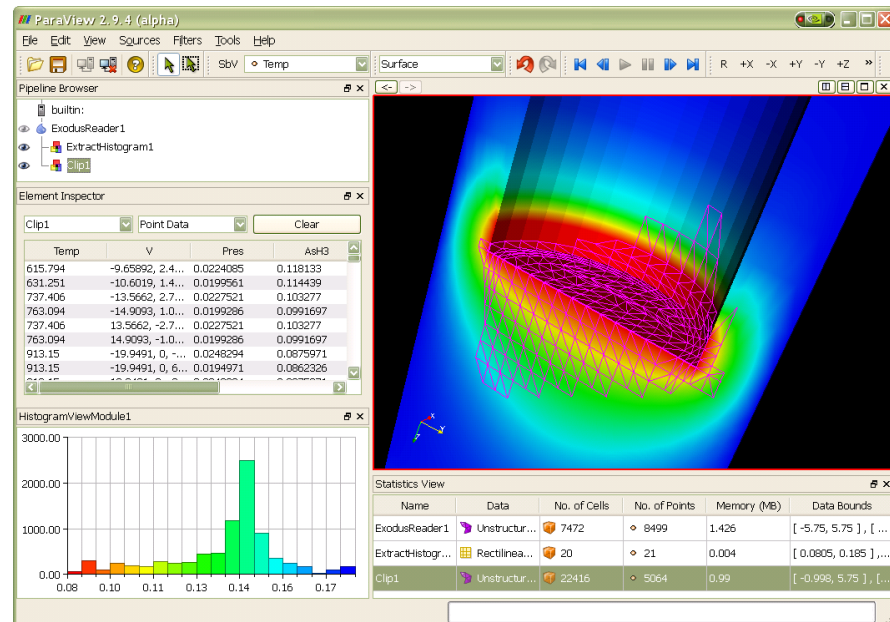 ParaView 2.9.4 (alpha)
File Edit View Sources Filters Tools Help
SbV Temp Surface R +X -X +Y -Y +Z »
Pipeline Browser
builtin:
ExodusReader1
ExtractHistogram1
Clip1
Element Inspector
Clip1 Point Data Clear
Temp V Pres AsH3
615.794 -9.65892, 2.4... 0.0224085 0.118133
631.251 -10.6019, 1.4... 0.0199561 0.114439
737.406 -13.5662, 2.7... 0.0227521 0.103277
763.094 -14.9093, 1.0... 0.0199286 0.0991697
737.406 13.5662, -2.7... 0.0227521 0.103277
763.094 14.9093, -1.0... 0.0199286 0.0991697
913.15 -19.9491, 0, -... 0.0248294 0.0875971
913.15 -19.9491, 0, 6... 0.0194971 0.0862326
HistogramViewModule1
3000.00
2000.00
1000.00
0.00
0.08 0.10 0.11 0.13 0.14 0.16 0.17
<- ->
X
Y
Z
Statistics View
Name Data No. of Cells No. of Points Memory (MB) Data Bounds
ExodusReader1 Unstructur... 7472 8499 1.426 [ -5.75, 5.75 ] , [ ...
ExtractHistogr... Rectilinea... 20 21 0.004 [ 0.0805, 0.185 ] ,...
Clip1 Unstructur... 22416 5064 0.99 [ -0.998, 5.75 ] , [...